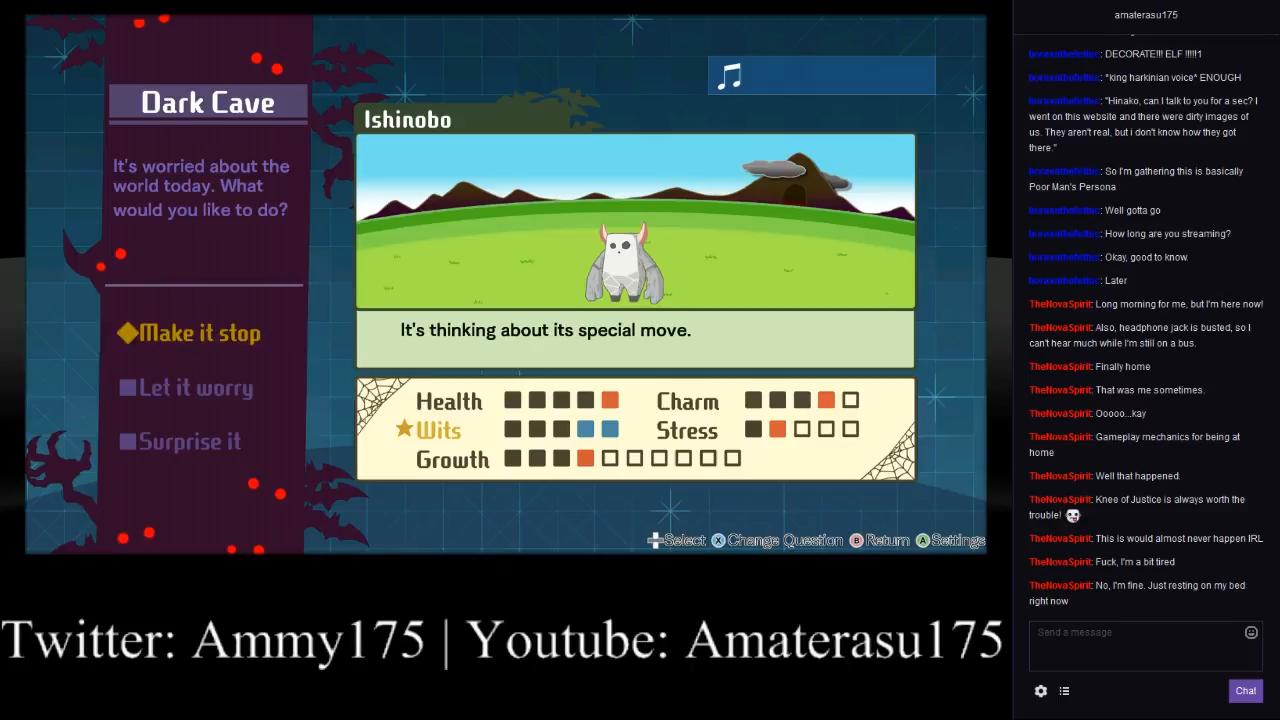 Dark Cave
It's worried about the
world today. What
would you like to do?
Make it stop
Let it worry
Surprise it
Ishinobo
It's thinking about its special move.
Health
Charm
Wits
Stress
Growth
Select X Change Question B Return A Settings
Twitter: Ammy175 | Youtube: Amaterasu175
amaterasu175
: DECORATE!!! ELF !!!!!1
: *king harkinian voice* ENOUGH
: "Hinako, can I talk to you for a sec? I
went on this website and there were dirty images of
us. They aren't real, but i don't know how they got
there."
: So I'm gathering this is basically
Poor Man's Persona
: Well gotta go
: How long are you streaming?
: Okay, good to know.
: Later
TheNovaSpirit: Long morning for me, but I'm here now!
TheNovaSpirit: Also, headphone jack is busted, so I
can't hear much while I'm still on a bus.
TheNovaSpirit: Finally home
TheNovaSpirit: That was me sometimes.
TheNovaSpirit: Ooooo...kay
TheNovaSpirit: Gameplay mechanics for being at
home
TheNovaSpirit: Well that happened.
TheNovaSpirit: Knee of Justice is always worth the
trouble!
TheNovaSpirit: This is would almost never happen IRL
TheNovaSpirit: Fuck, I'm a bit tired
TheNovaSpirit: No, I'm fine. Just resting on my bed
right now
Send a message
Chat